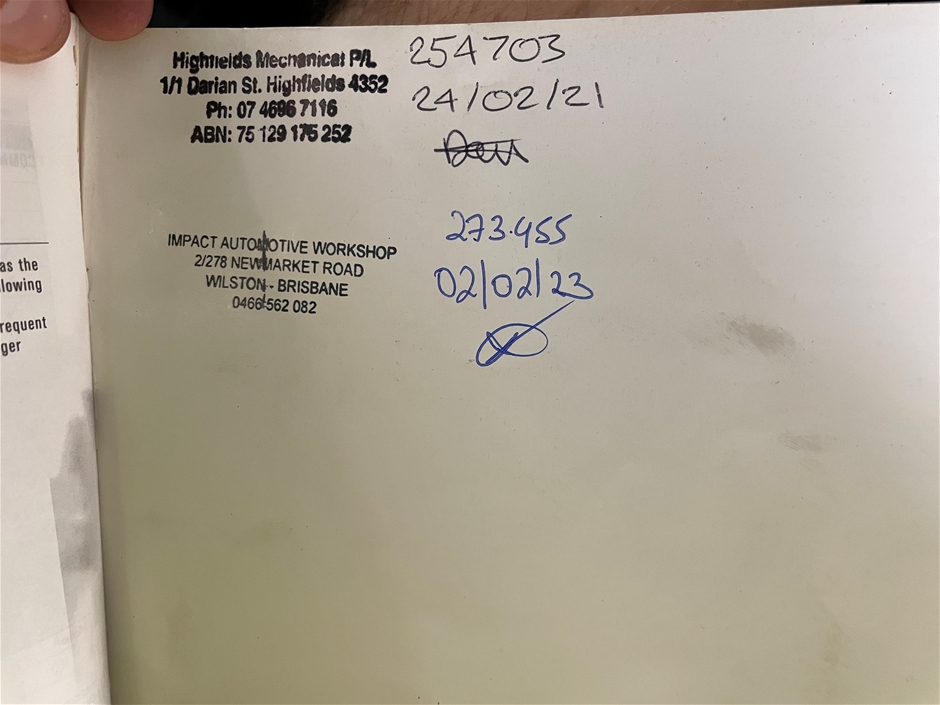 Highfields Mechanical P/L
1/1 Darian St. Highfields 4352
Ph: 07 4696 7116
ABN: 75 129 175 252
254703
24/02/21
IMPACT AUTOMOTIVE WORKSHOP
2/278 NEWMARKET ROAD
WILSTON - BRISBANE
0466 562 082
273.455
02/02/23
as the
lowing
requent
ger